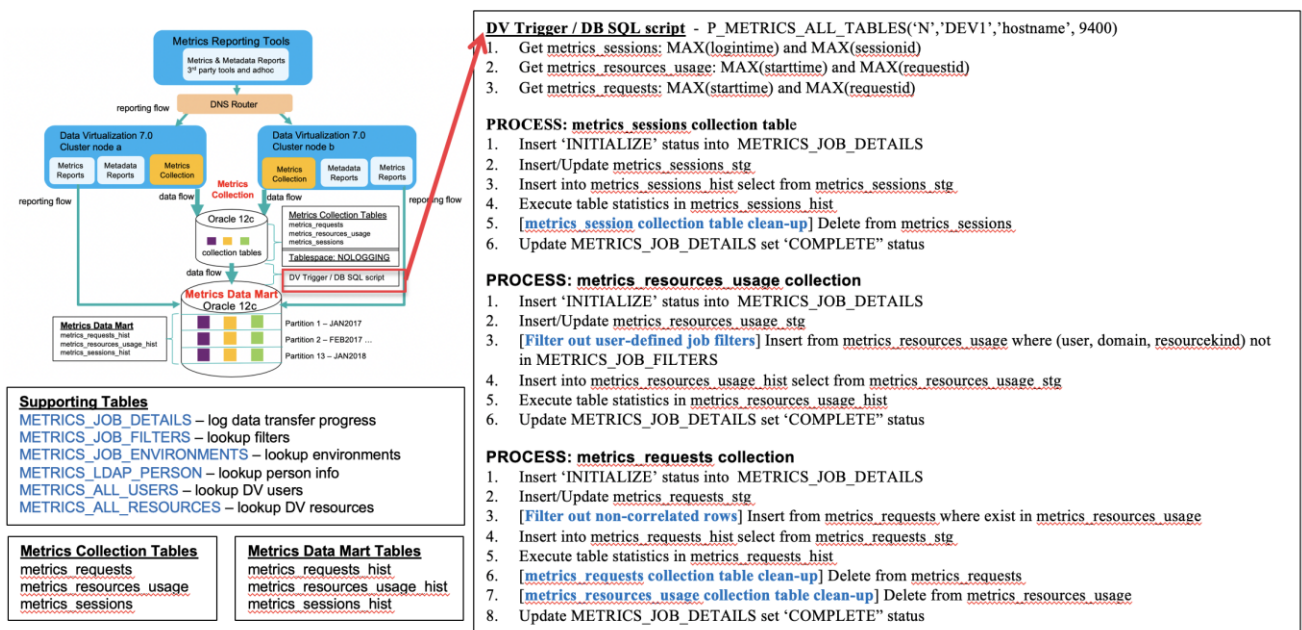 Metrics Reporting Tools
Metrics & Metadata Reports
3rd party tools and adhoc
reporting flow
DNS Router
Data Virtualization 7.0
Cluster node a
Metrics
Reports
Metadata
Reports
Metrics
Collection
Data Virtualization 7.0
Cluster node b
Metrics
Collection
Metadata
Reports
Metrics
Reports
reporting flow
data flow
Metrics
Collection
data flow
reporting flow
Oracle 12c
collection tables
Metrics Collection Tables
metrics_requests
metrics_resources_usage
metrics_sessions
Tablespace: NOLOGGING
data flow
DV Trigger / DB SQL script
Metrics Data Mart
Oracle 12c
Metrics Data Mart
metrics_requests_hist
metrics_resources_usage_hist
metrics_sessions_hist
Partition 1 – JAN2017
Partition 2 – FEB2017 ...
Partition 13 – JAN2018
Supporting Tables
METRICS_JOB_DETAILS – log data transfer progress
METRICS_JOB_FILTERS – lookup filters
METRICS_JOB_ENVIRONMENTS – lookup environments
METRICS_LDAP_PERSON – lookup person info
METRICS_ALL_USERS – lookup DV users
METRICS_ALL_RESOURCES – lookup DV resources
Metrics Collection Tables
metrics_requests
metrics_resources_usage
metrics_sessions
Metrics Data Mart Tables
metrics_requests_hist
metrics_resources_usage_hist
metrics_sessions_hist
DV Trigger / DB SQL script - P_METRICS_ALL_TABLES('N','DEV1','hostname', 9400)
1. Get metrics_sessions: MAX(logintime) and MAX(sessionid)
2. Get metrics_resources_usage: MAX(starttime) and MAX(requestid)
3. Get metrics_requests: MAX(starttime) and MAX(requestid)
PROCESS: metrics_sessions collection table
1. Insert 'INITIALIZE' status into METRICS_JOB_DETAILS
2. Insert/Update metrics_sessions_stg
3. Insert into metrics_sessions_hist select from metrics_sessions_stg
4. Execute table statistics in metrics_sessions_hist
5. [metrics_session collection table clean-up] Delete from metrics_sessions
6. Update METRICS_JOB_DETAILS set 'COMPLETE" status
PROCESS: metrics_resources_usage collection
1. Insert 'INITIALIZE' status into METRICS_JOB_DETAILS
2. Insert/Update metrics_resources_usage_stg
3. [Filter out user-defined job filters] Insert from metrics_resources_usage where (user, domain, resourcekind) not
in METRICS_JOB_FILTERS
4. Insert into metrics_resources_usage_hist select from metrics_resources_usage_stg
5. Execute table statistics in metrics_resources_usage_hist
6. Update METRICS_JOB_DETAILS set 'COMPLETE" status
PROCESS: metrics_requests collection
1. Insert 'INITIALIZE' status into METRICS_JOB_DETAILS
2. Insert/Update metrics_requests_stg
3. [Filter out non-correlated rows] Insert from metrics_requests where exist in metrics_resources_usage
4. Insert into metrics_requests_hist select from metrics_requests_stg
5. Execute table statistics in metrics_requests_hist
6. [metrics_requests collection table clean-up] Delete from metrics_requests
7. [metrics_resources_usage collection table clean-up] Delete from metrics_resources_usage
8. Update METRICS_JOB_DETAILS set 'COMPLETE" status